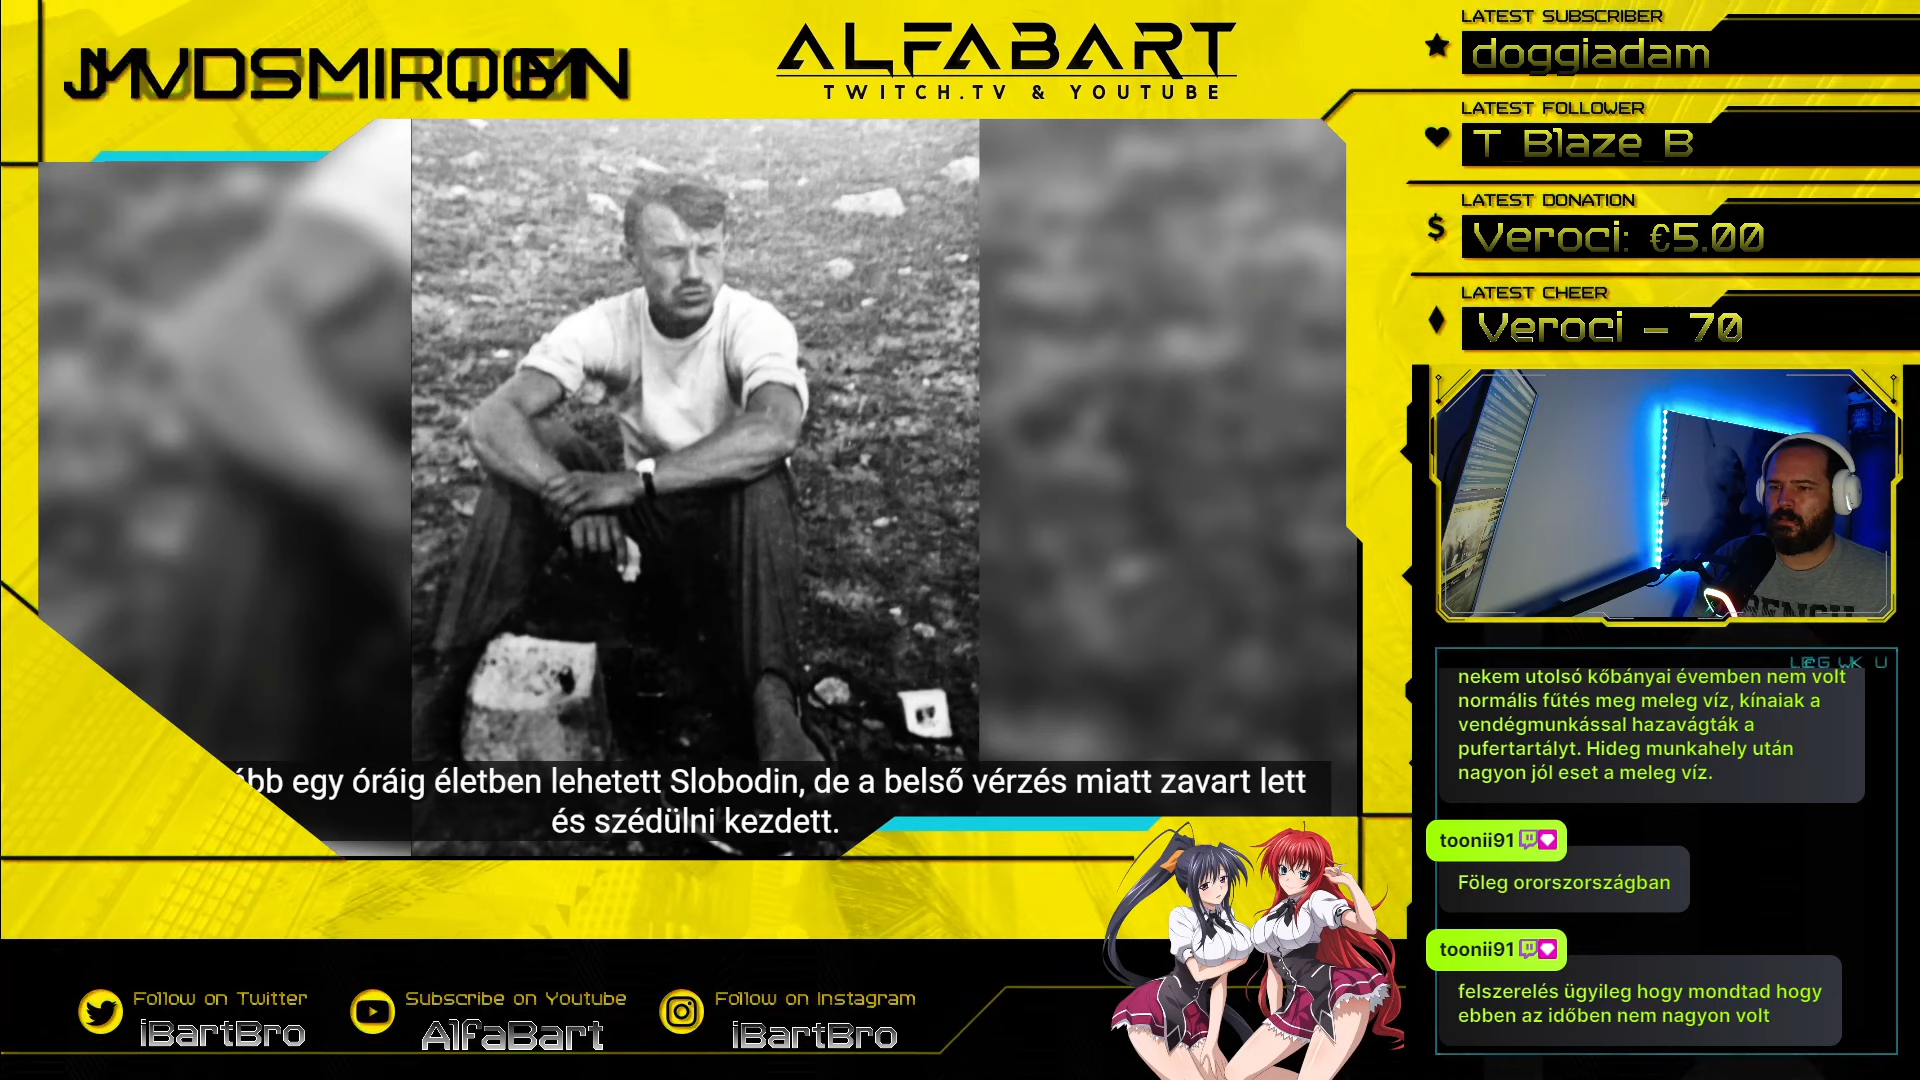 ALFABART
TWITCH.TV & YOUTUBE
LATEST SUBSCRIBER
doggiadam
LATEST FOLLOWER
T_Blaze_B
LATEST DONATION
Veroci: €5.00
LATEST CHEER
Veroci - 70
egy óráig életben lehetett Slobodin, de a belső vérzés miatt zavart lett
és szédülni kezdett.
nekem utolsó kőbányai évemben nem volt
normális fűtés meg meleg víz, kínaiak a
vendégmunkással hazavágták a
pufertartályt. Hideg munkahely után
nagyon jól eset a meleg víz.
toonii91
Föleg ororszországban
toonii91
felszerelés ügyileg hogy mondtad hogy
ebben az időben nem nagyon volt
Follow on Twitter
iBartBro
Subscribe on Youtube
AlfaBart
Follow on Instagram
iBartBro